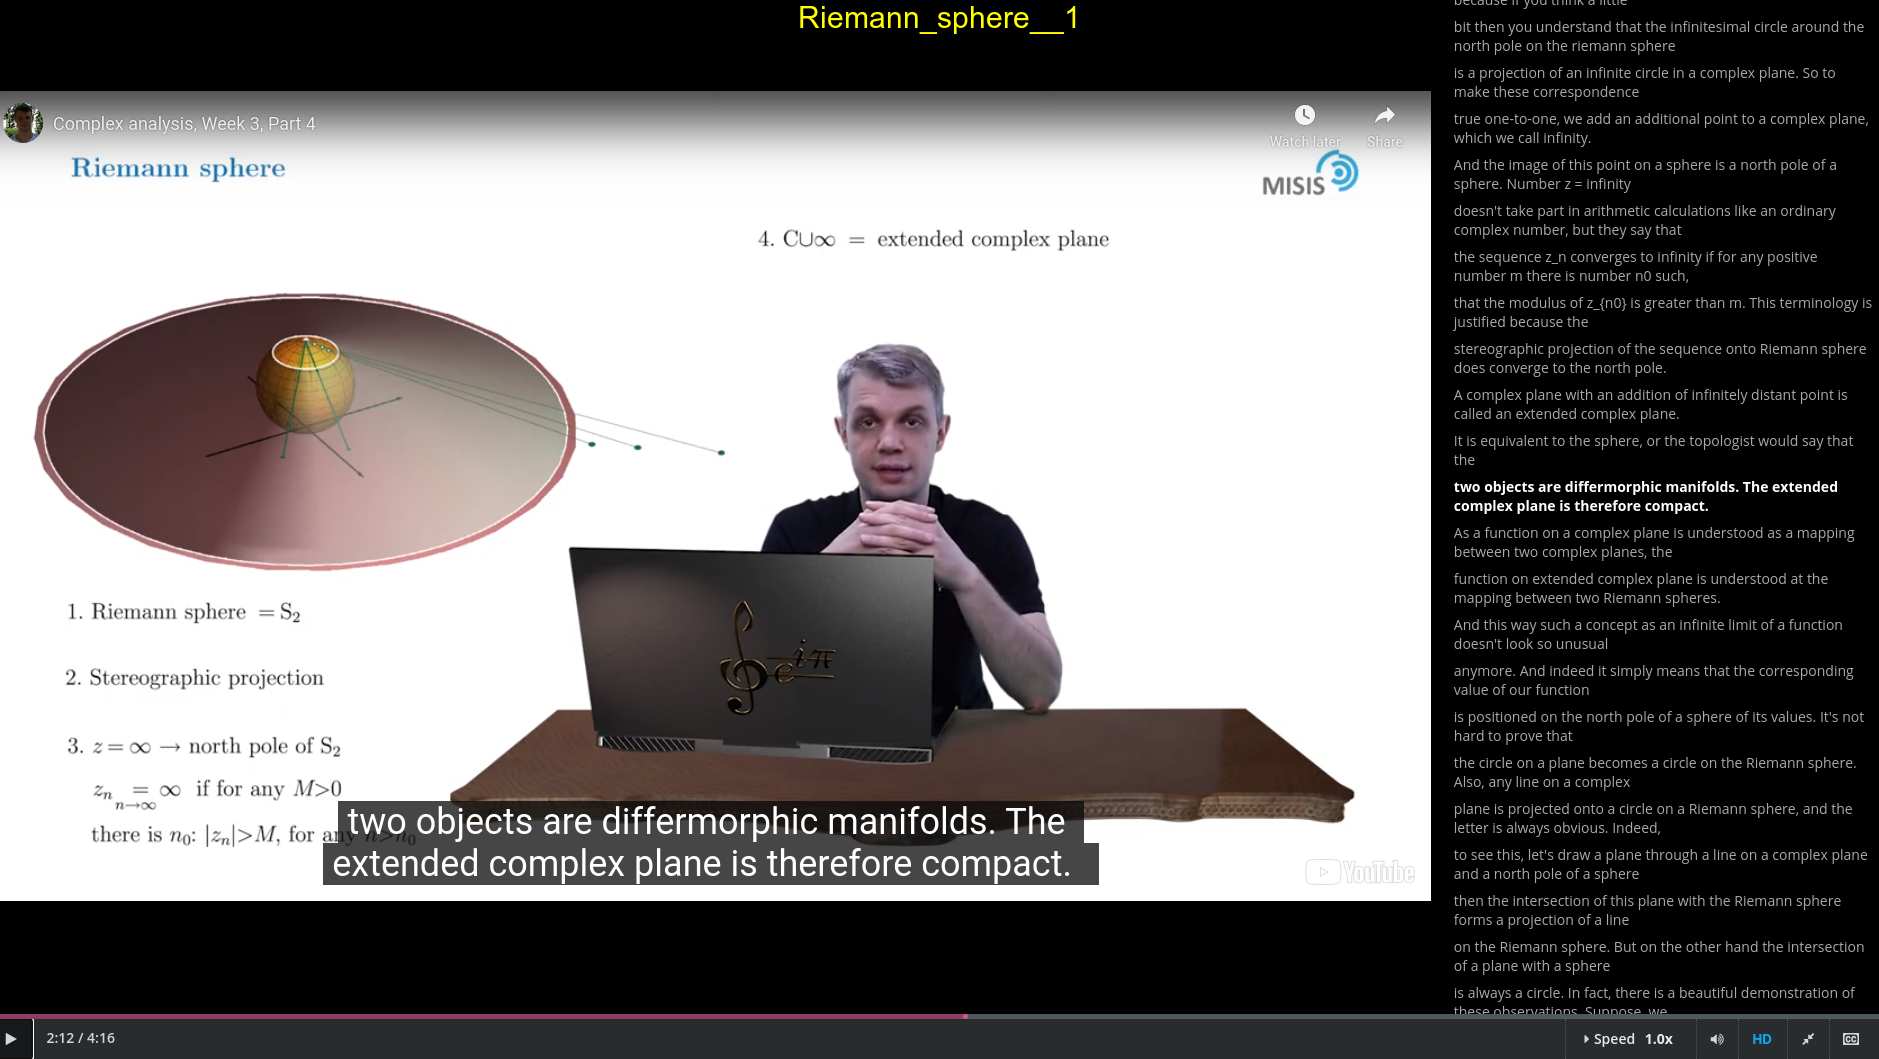 Riemann_sphere__1
Complex analysis, Week 3, Part 4
Watch later
Share
Riemann sphere
MISIS
4. C∪∞ = extended complex plane
1. Riemann sphere = S₂
2. Stereographic projection
3. z = ∞ → north pole of S₂
zₙ = ∞ if for any M>0
n→∞
there is n₀: |zₙ|>M, for any n>n₀
e^iπ
two objects are differmorphic manifolds. The
extended complex plane is therefore compact.
YouTube
because if you think a little
bit then you understand that the infinitesimal circle around the
north pole on the riemann sphere
is a projection of an infinite circle in a complex plane. So to
make these correspondence
true one-to-one, we add an additional point to a complex plane,
which we call infinity.
And the image of this point on a sphere is a north pole of a
sphere. Number z = infinity
doesn't take part in arithmetic calculations like an ordinary
complex number, but they say that
the sequence z_n converges to infinity if for any positive
number m there is number n0 such,
that the modulus of z_{n0} is greater than m. This terminology is
justified because the
stereographic projection of the sequence onto Riemann sphere
does converge to the north pole.
A complex plane with an addition of infinitely distant point is
called an extended complex plane.
It is equivalent to the sphere, or the topologist would say that
the
two objects are differmorphic manifolds. The extended
complex plane is therefore compact.
As a function on a complex plane is understood as a mapping
between two complex planes, the
function on extended complex plane is understood at the
mapping between two Riemann spheres.
And this way such a concept as an infinite limit of a function
doesn't look so unusual
anymore. And indeed it simply means that the corresponding
value of our function
is positioned on the north pole of a sphere of its values. It's not
hard to prove that
the circle on a plane becomes a circle on the Riemann sphere.
Also, any line on a complex
plane is projected onto a circle on a Riemann sphere, and the
letter is always obvious. Indeed,
to see this, let's draw a plane through a line on a complex plane
and a north pole of a sphere
then the intersection of this plane with the Riemann sphere
forms a projection of a line
on the Riemann sphere. But on the other hand the intersection
of a plane with a sphere
is always a circle. In fact, there is a beautiful demonstration of
these observations. Suppose, we
2:12 / 4:16
Speed 1.0x
HD
CC